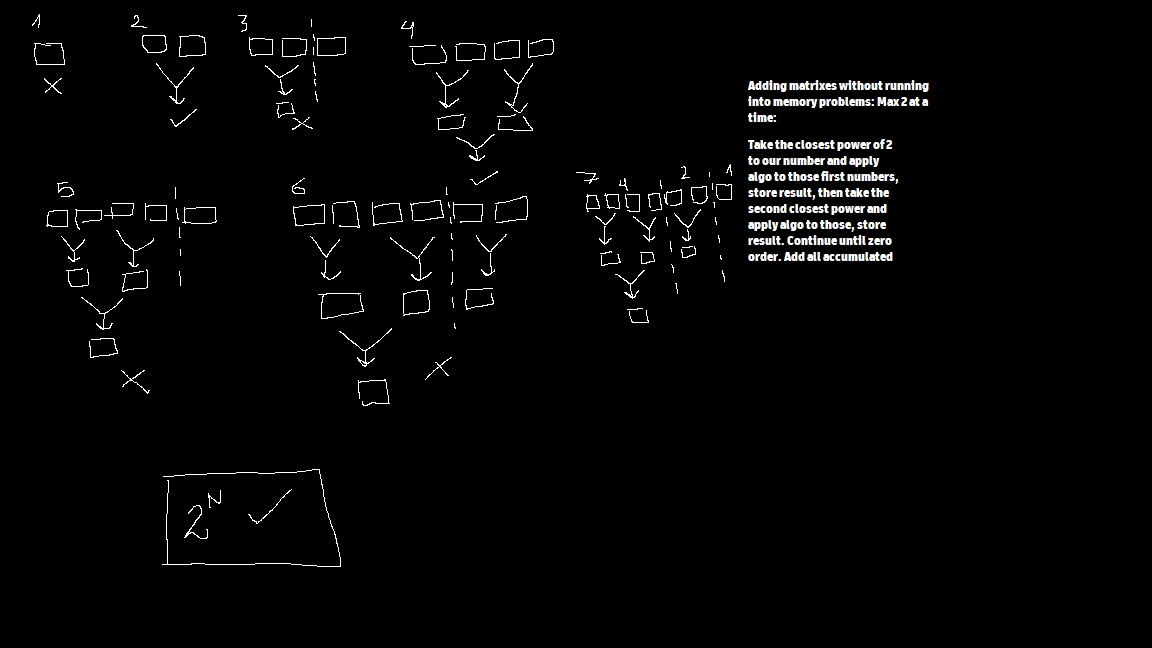 1
2
3
4
Adding matrixes without running
into memory problems: Max 2 at a
time:
Take the closest power of 2
to our number and apply
algo to those first numbers,
store result, then take the
second closest power and
apply algo to those, store
result. Continue until zero
order. Add all accumulated
5
6
7 4 2 1
2^N